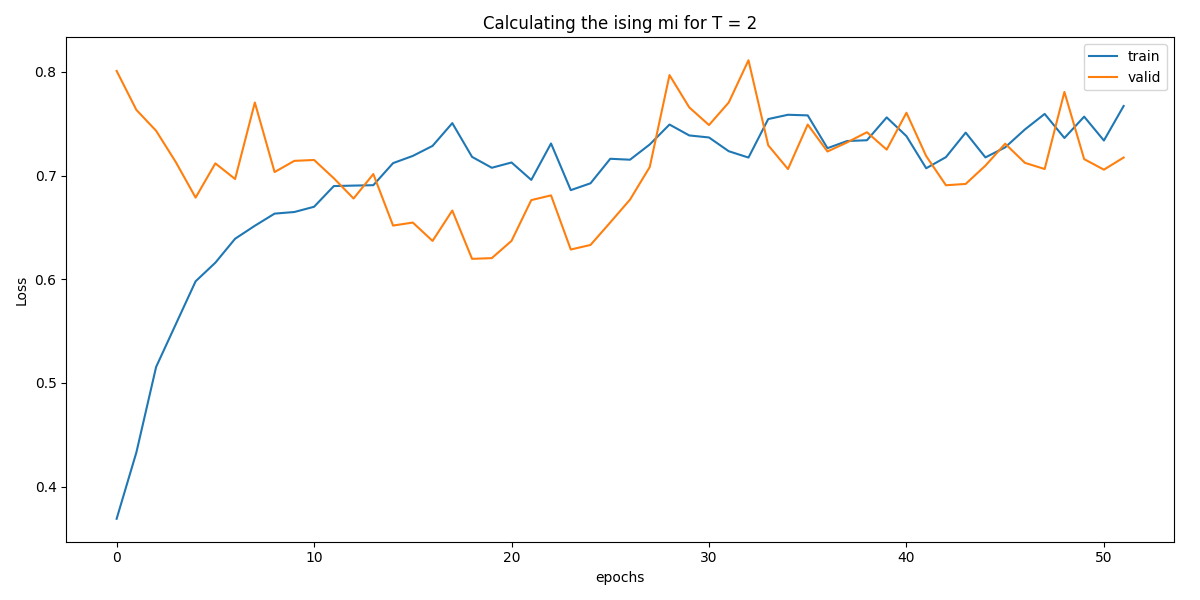 Calculating the ising mi for T = 2
train
valid
0.8
0.7
0.6
0.5
0.4
Loss
0 10 20 30 40 50
epochs